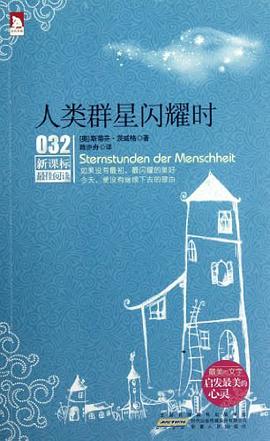 人类群星闪耀时
032
新课标
最佳阅读
[奥]斯蒂芬·茨威格 著
Sternstunden der Menschheit
如果没有最初、最闪耀的美好
今天，便没有继续下去的理由
最美的文字
启发最美的
心灵